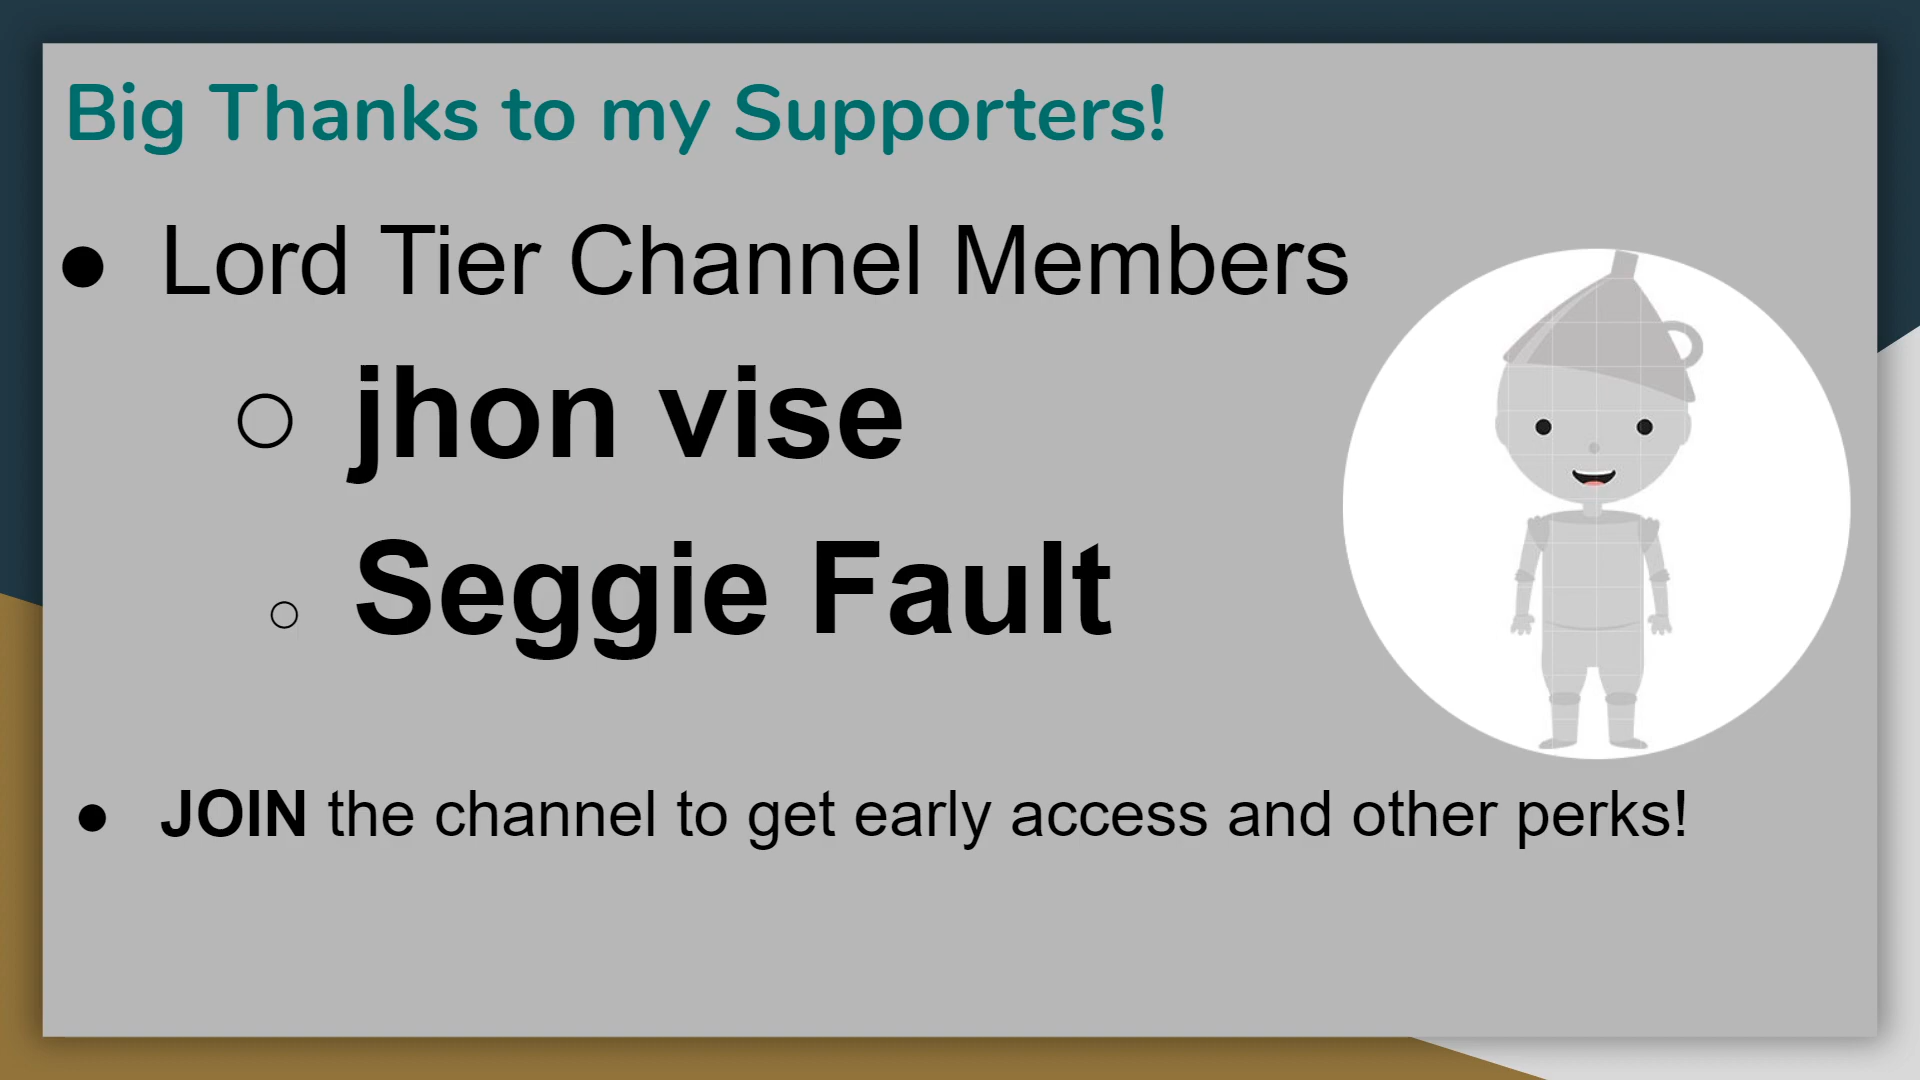 Big Thanks to my Supporters!
● Lord Tier Channel Members
○ jhon vise
○ Seggie Fault
● JOIN the channel to get early access and other perks!